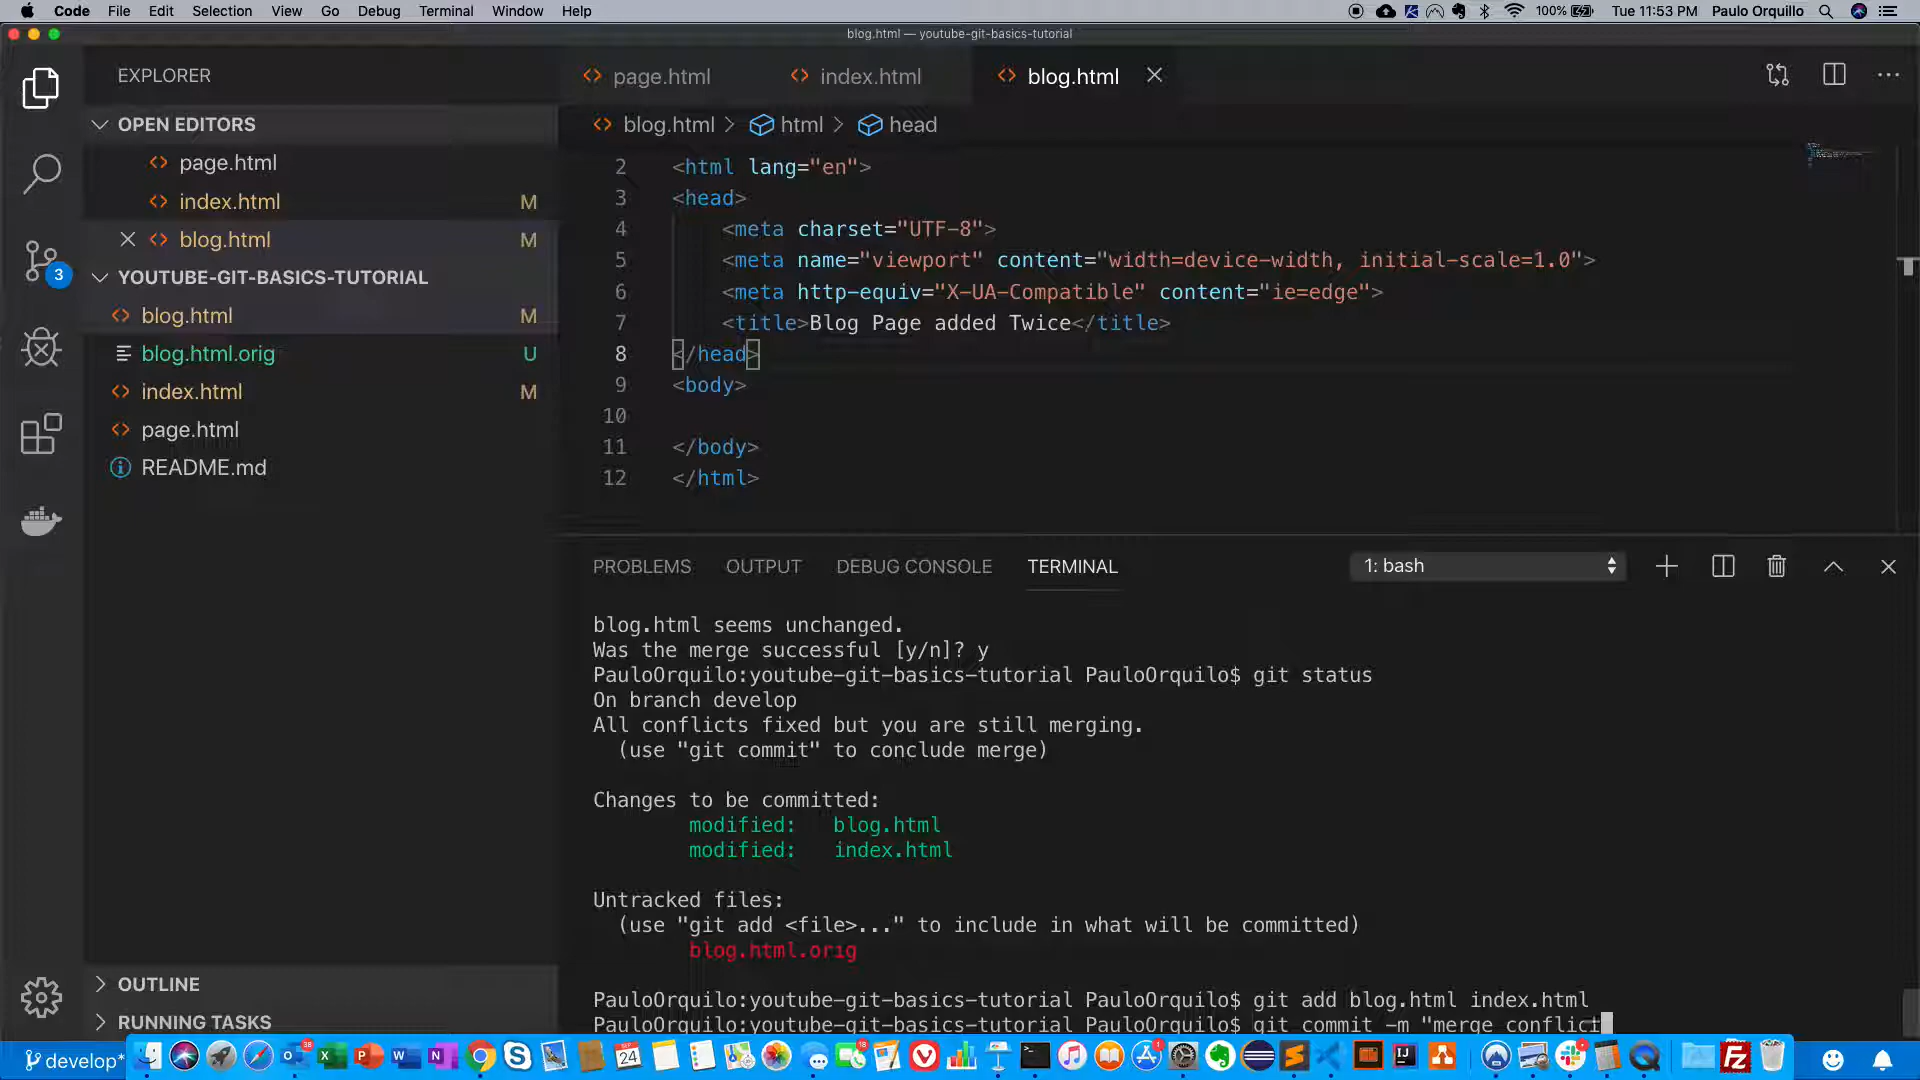 Code File Edit Selection View Go Debug Terminal Window Help 100% Tue 11:53 PM Paulo Orquillo
blog.html — youtube-git-basics-tutorial
EXPLORER
OPEN EDITORS
page.html
index.html M
blog.html M
YOUTUBE-GIT-BASICS-TUTORIAL
blog.html M
blog.html.orig U
index.html M
page.html
README.md
OUTLINE
RUNNING TASKS
3
page.html index.html blog.html
blog.html > html > head
2 <html lang="en">
3 <head>
4 <meta charset="UTF-8">
5 <meta name="viewport" content="width=device-width, initial-scale=1.0">
6 <meta http-equiv="X-UA-Compatible" content="ie=edge">
7 <title>Blog Page added Twice</title>
8 </head>
9 <body>
10
11 </body>
12 </html>
PROBLEMS OUTPUT DEBUG CONSOLE TERMINAL 1: bash
blog.html seems unchanged.
Was the merge successful [y/n]? y
PauloOrquilo:youtube-git-basics-tutorial PauloOrquilo$ git status
On branch develop
All conflicts fixed but you are still merging.
(use "git commit" to conclude merge)
Changes to be committed:
modified: blog.html
modified: index.html
Untracked files:
(use "git add <file>..." to include in what will be committed)
blog.html.orig
PauloOrquilo:youtube-git-basics-tutorial PauloOrquilo$ git add blog.html index.html
PauloOrquilo:youtube-git-basics-tutorial PauloOrquilo$ git commit -m "merge conflict
develop*